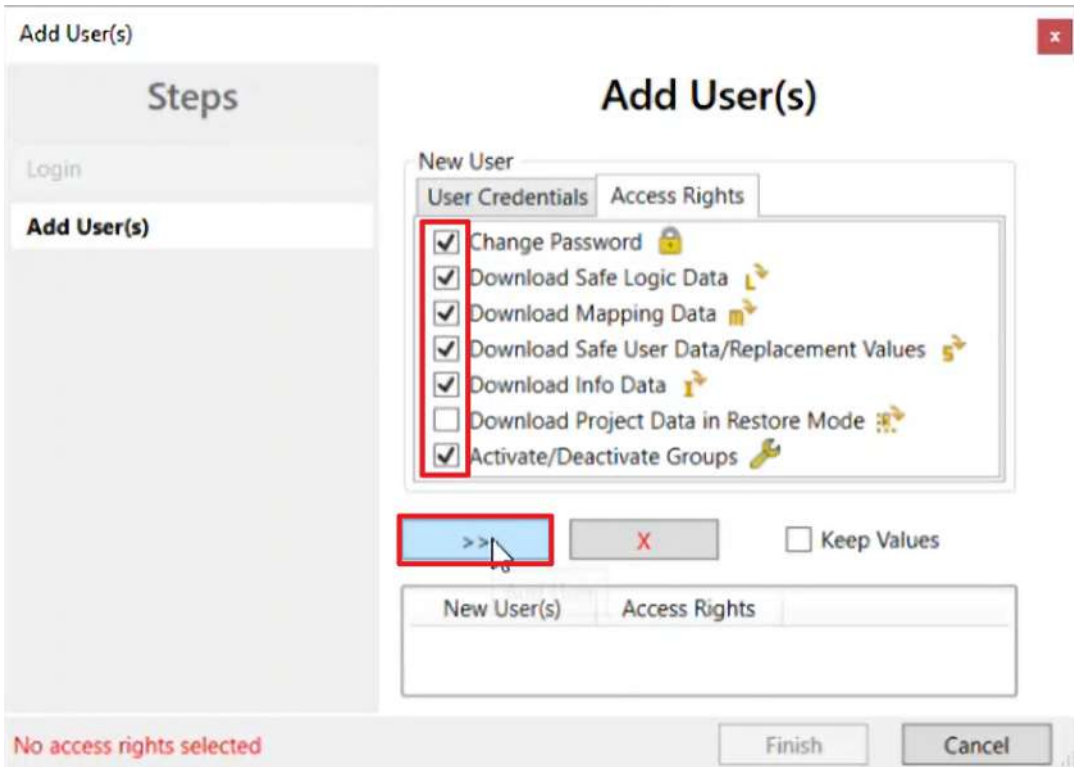 Add User(s)
x
Steps
Login
Add User(s)
Add User(s)
New User
User Credentials
Access Rights
Change Password
Download Safe Logic Data
Download Mapping Data
Download Safe User Data/Replacement Values
Download Info Data
Download Project Data in Restore Mode
Activate/Deactivate Groups
>>
X
Keep Values
Add User
New User(s)
Access Rights
No access rights selected
Finish
Cancel